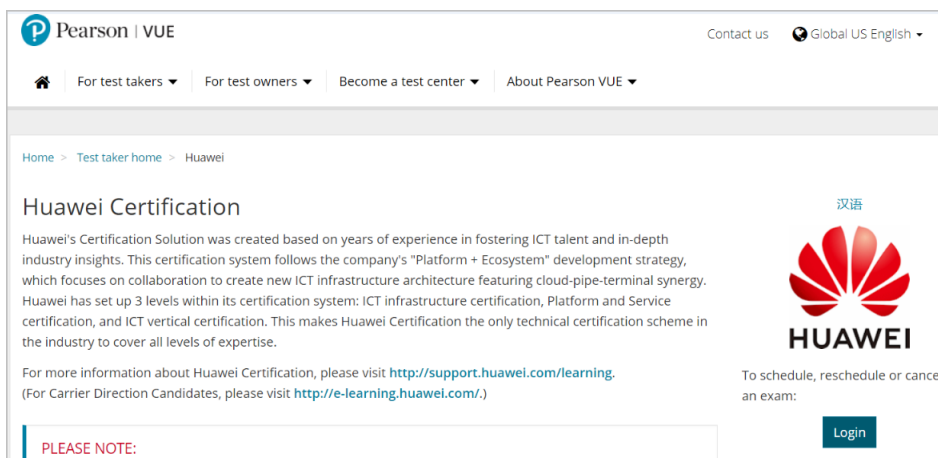 Pearson | VUE
Contact us
Global US English
For test takers
For test owners
Become a test center
About Pearson VUE
Home > Test taker home > Huawei
Huawei Certification
Huawei's Certification Solution was created based on years of experience in fostering ICT talent and in-depth
industry insights. This certification system follows the company's "Platform + Ecosystem" development strategy,
which focuses on collaboration to create new ICT infrastructure architecture featuring cloud-pipe-terminal synergy.
Huawei has set up 3 levels within its certification system: ICT infrastructure certification, Platform and Service
certification, and ICT vertical certification. This makes Huawei Certification the only technical certification scheme in
the industry to cover all levels of expertise.
For more information about Huawei Certification, please visit http://support.huawei.com/learning.
(For Carrier Direction Candidates, please visit http://e-learning.huawei.com/.)
PLEASE NOTE:
汉语
HUAWEI
To schedule, reschedule or cance
an exam:
Login